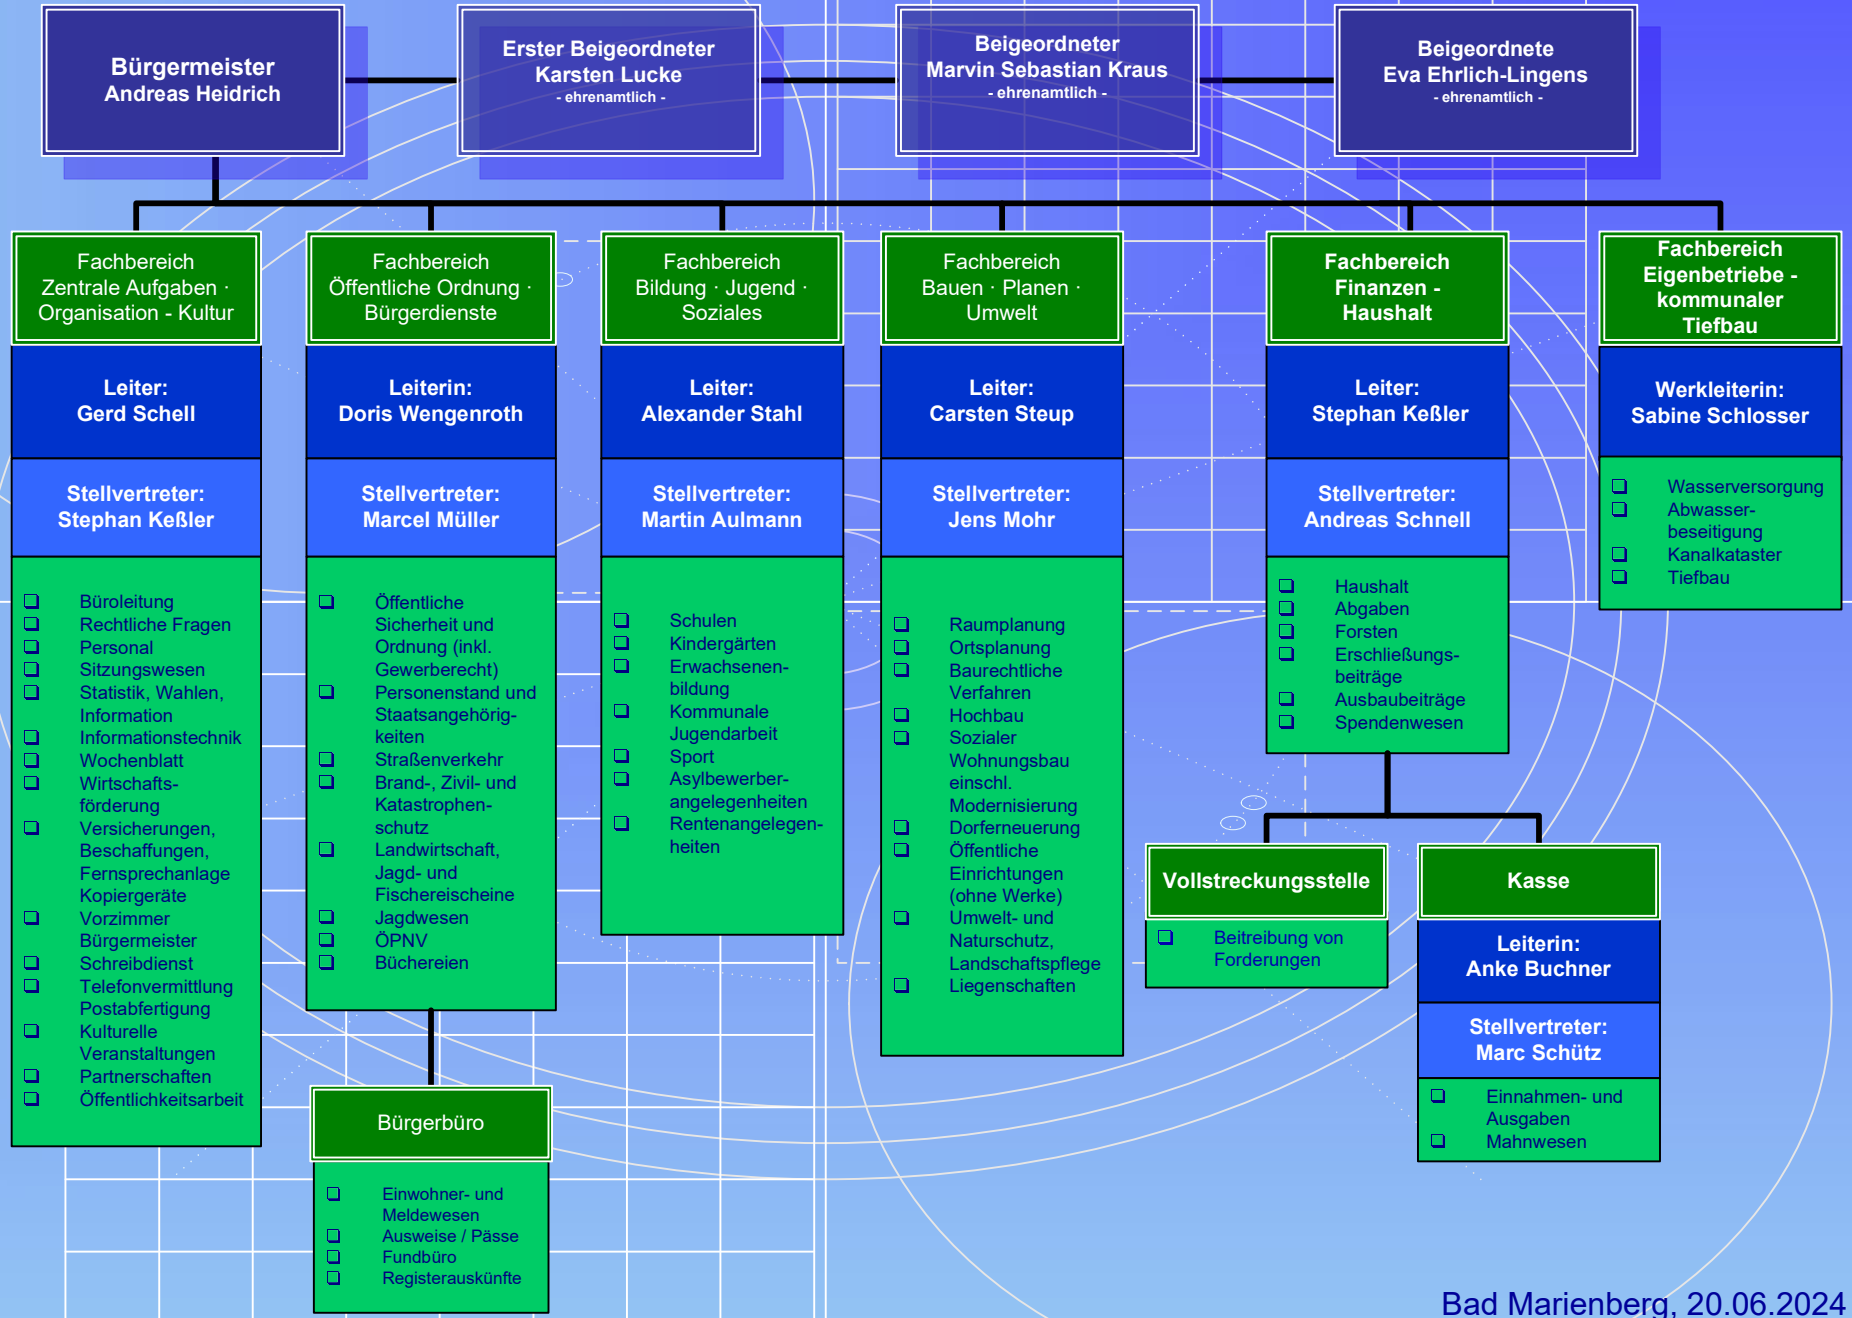 Bürgermeister
Andreas Heidrich
Erster Beigeordneter
Karsten Lucke
- ehrenamtlich -
Beigeordneter
Marvin Sebastian Kraus
- ehrenamtlich -
Beigeordnete
Eva Ehrlich-Lingens
- ehrenamtlich -
Fachbereich
Zentrale Aufgaben ·
Organisation - Kultur
Leiter:
Gerd Schell
Stellvertreter:
Stephan Keßler
Büroleitung
Rechtliche Fragen
Personal
Sitzungswesen
Statistik, Wahlen,
Information
Informationstechnik
Wochenblatt
Wirtschafts-
förderung
Versicherungen,
Beschaffungen,
Fernsprechanlage
Kopiergeräte
Vorzimmer
Bürgermeister
Schreibdienst
Telefonvermittlung
Postabfertigung
Kulturelle
Veranstaltungen
Partnerschaften
Öffentlichkeitsarbeit
Fachbereich
Öffentliche Ordnung ·
Bürgerdienste
Leiterin:
Doris Wengenroth
Stellvertreter:
Marcel Müller
Öffentliche
Sicherheit und
Ordnung (inkl.
Gewerberecht)
Personenstand und
Staatsangehörig-
keiten
Straßenverkehr
Brand-, Zivil- und
Katastrophen-
schutz
Landwirtschaft,
Jagd- und
Fischereischeine
Jagdwesen
ÖPNV
Büchereien
Bürgerbüro
Einwohner- und
Meldewesen
Ausweise / Pässe
Fundbüro
Registerauskünfte
Fachbereich
Bildung · Jugend ·
Soziales
Leiter:
Alexander Stahl
Stellvertreter:
Martin Aulmann
Schulen
Kindergärten
Erwachsenen-
bildung
Kommunale
Jugendarbeit
Sport
Asylbewerber-
angelegenheiten
Rentenangelegen-
heiten
Fachbereich
Bauen · Planen ·
Umwelt
Leiter:
Carsten Steup
Stellvertreter:
Jens Mohr
Raumplanung
Ortsplanung
Baurechtliche
Verfahren
Hochbau
Sozialer
Wohnungsbau
einschl.
Modernisierung
Dorferneuerung
Öffentliche
Einrichtungen
(ohne Werke)
Umwelt- und
Naturschutz,
Landschaftspflege
Liegenschaften
Fachbereich
Finanzen -
Haushalt
Leiter:
Stephan Keßler
Stellvertreter:
Andreas Schnell
Haushalt
Abgaben
Forsten
Erschließungs-
beiträge
Ausbaubeiträge
Spendenwesen
Vollstreckungsstelle
Beitreibung von
Forderungen
Kasse
Leiterin:
Anke Buchner
Stellvertreter:
Marc Schütz
Einnahmen- und
Ausgaben
Mahnwesen
Fachbereich
Eigenbetriebe -
kommunaler
Tiefbau
Werkleiterin:
Sabine Schlosser
Wasserversorgung
Abwasser-
beseitigung
Kanalkataster
Tiefbau
Bad Marienberg, 20.06.2024